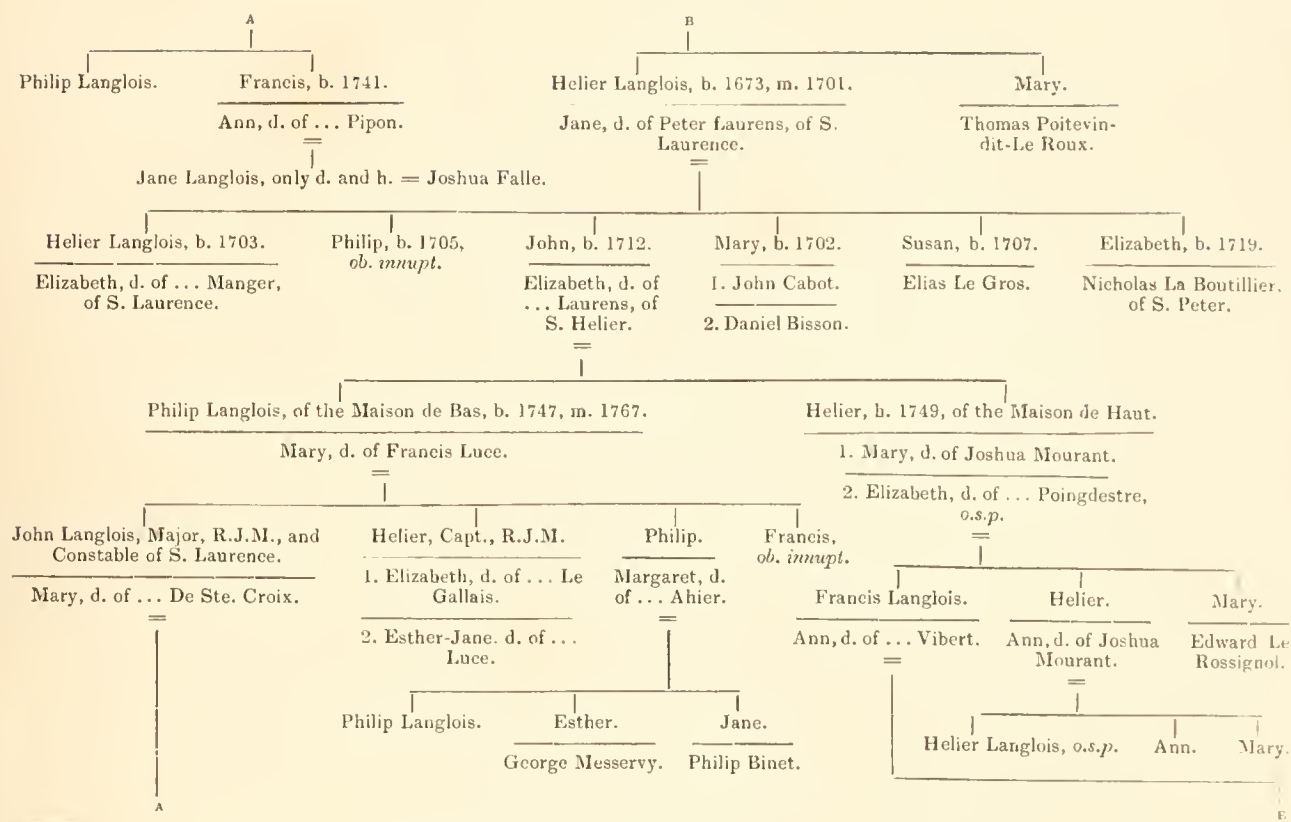 A
B
Philip Langlois.
Francis, b. 1741.
Ann, d. of ... Pipon.
=
Jane Langlois, only d. and h. = Joshua Falle.
Helier Langlois, b. 1673, m. 1701.
Jane, d. of Peter Laurens, of S.
Laurence.
=
Mary.
Thomas Poitevin-
dit-Le Roux.
Helier Langlois, b. 1703.
Elizabeth, d. of ... Manger,
of S. Laurence.
Philip, b. 1705,
ob. innupt.
John, b. 1712.
Elizabeth, d. of
... Laurens, of
S. Helier.
=
Mary, b. 1702.
1. John Cabot.
2. Daniel Bisson.
Susan, b. 1707.
Elias Le Gros.
Elizabeth, b. 1719.
Nicholas La Boutillier,
of S. Peter.
Philip Langlois, of the Maison de Bas, b. 1747, m. 1767.
Mary, d. of Francis Luce.
=
Helier, b. 1749, of the Maison de Haut.
1. Mary, d. of Joshua Mourant.
2. Elizabeth, d. of ... Poingdestre,
o.s.p.
=
John Langlois, Major, R.J.M., and
Constable of S. Laurence.
Mary, d. of ... De Ste. Croix.
=
Helier, Capt., R.J.M.
1. Elizabeth, d. of ... Le
Gallais.
2. Esther-Jane. d. of ...
Luce.
Philip.
Margaret, d.
of ... Ahier.
=
Francis,
ob. innupt.
Francis Langlois.
Ann, d. of ... Vibert.
=
Helier.
Ann, d. of Joshua
Mourant.
=
Mary.
Edward Le
Rossignol.
Philip Langlois.
Esther.
George Messervy.
Jane.
Philip Binet.
Helier Langlois, o.s.p.
Ann.
Mary.
A